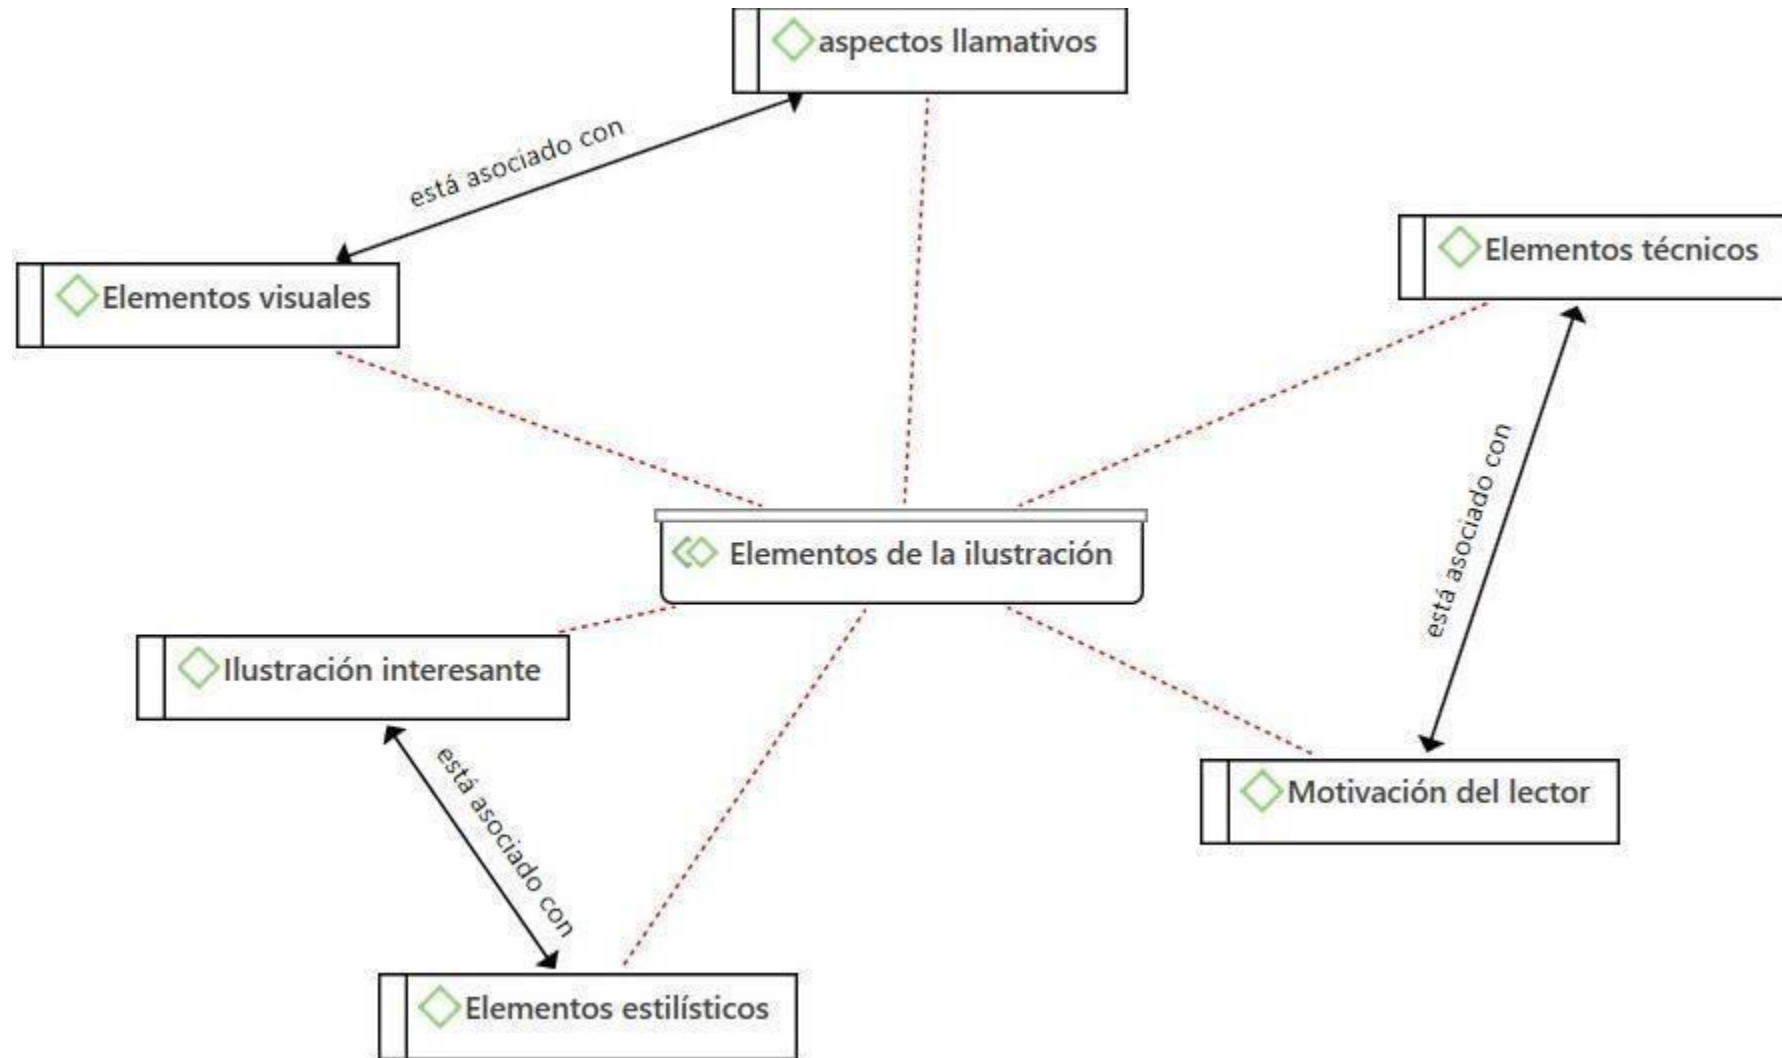 aspectos llamativos
está asociado con
Elementos técnicos
Elementos visuales
está asociado con
Elementos de la ilustración
Ilustración interesante
está asociado con
Motivación del lector
Elementos estilísticos